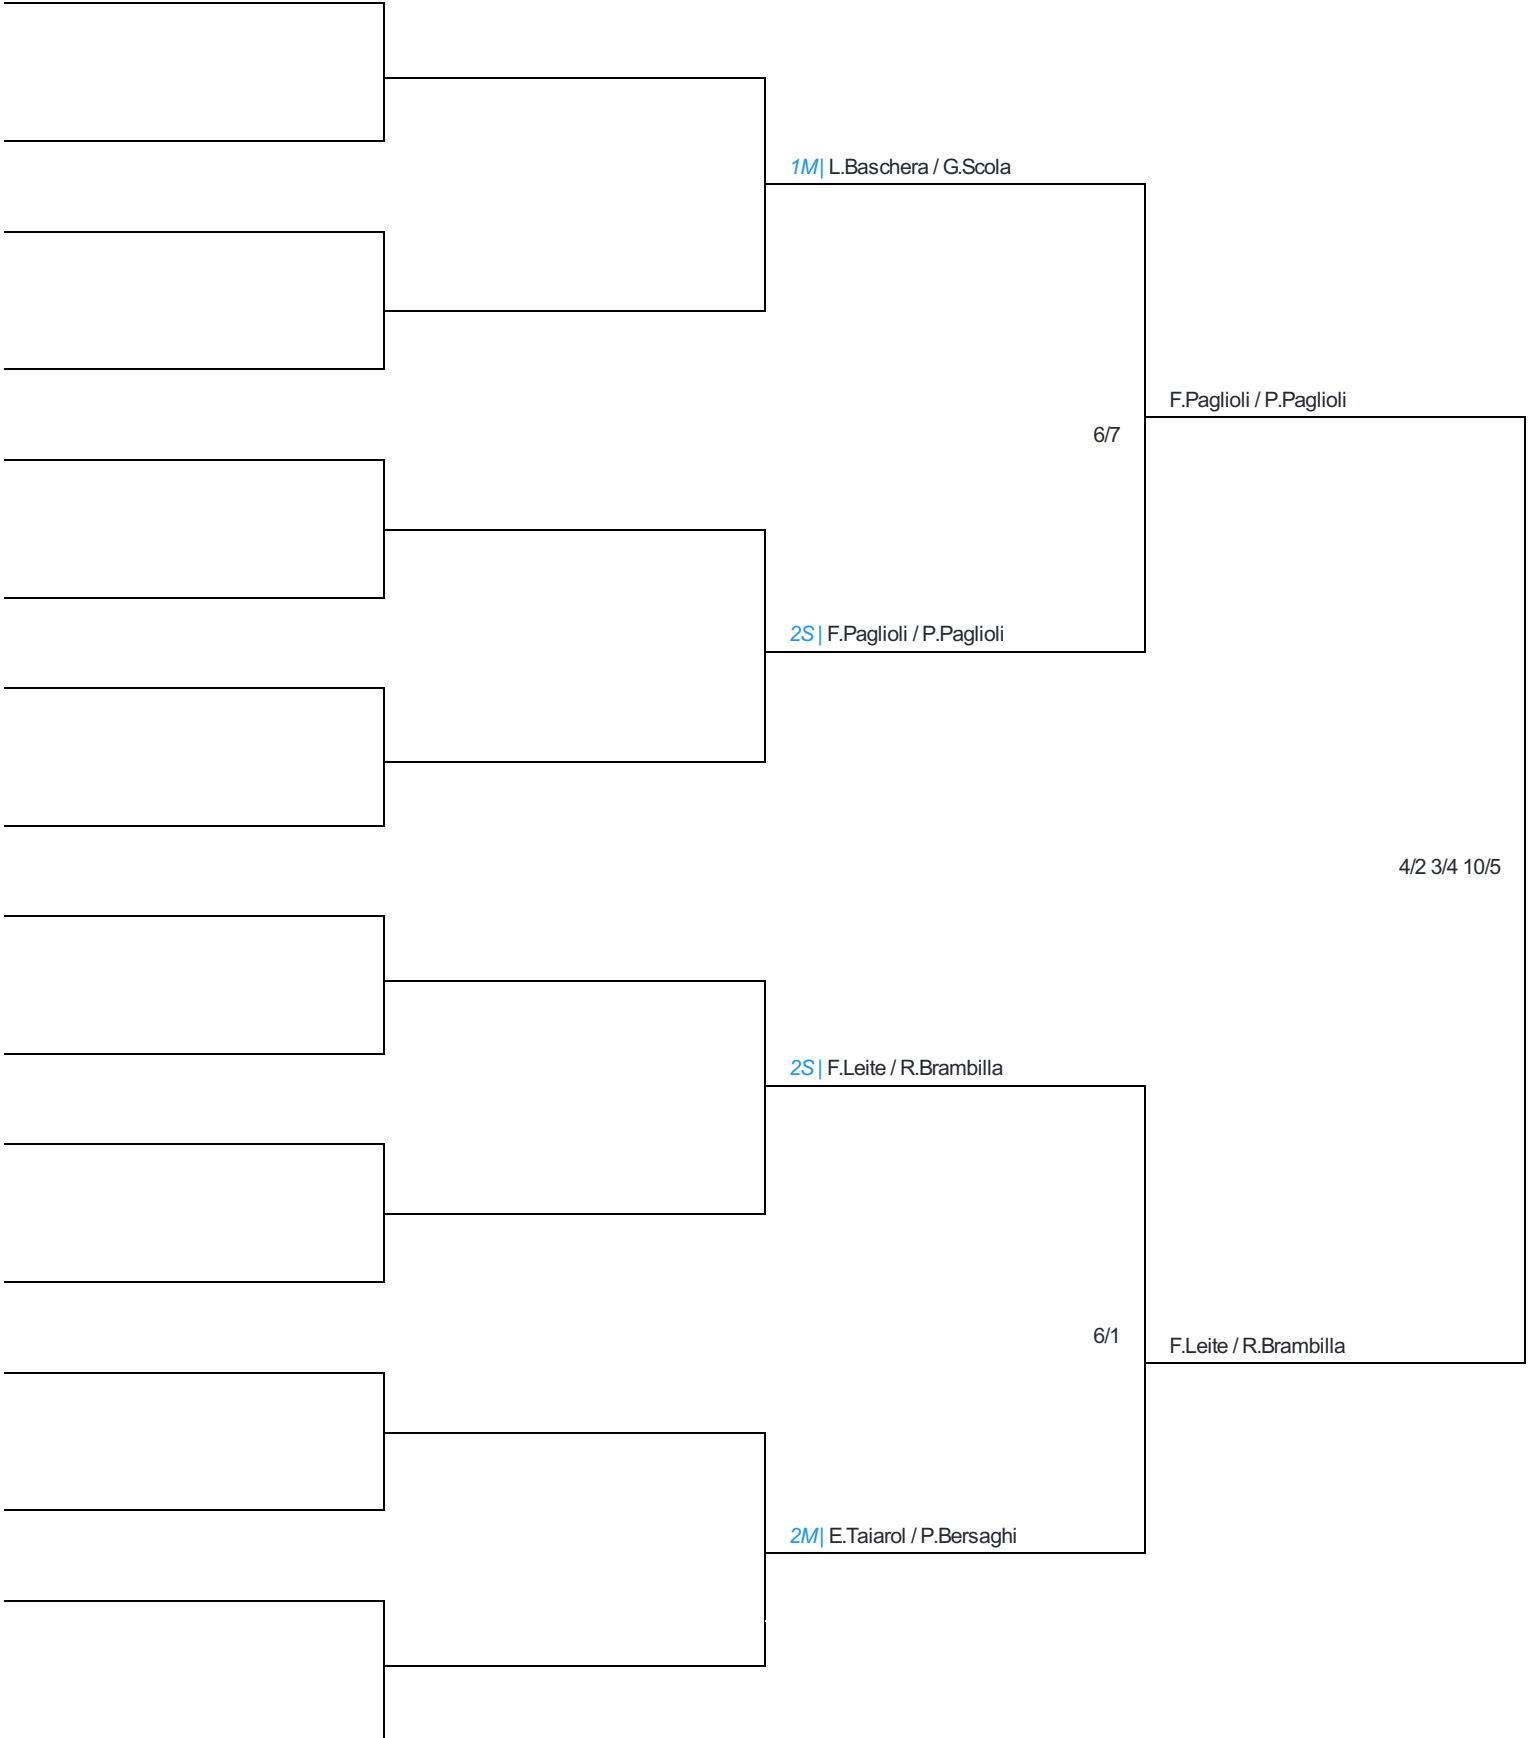 1M| L.Baschera / G.Scola
F.Paglioli / P.Paglioli
6/7
2S| F.Paglioli / P.Paglioli
4/2 3/4 10/5
2S| F.Leite / R.Brambilla
6/1
F.Leite / R.Brambilla
2M| E.Taiarol / P.Bersaghi